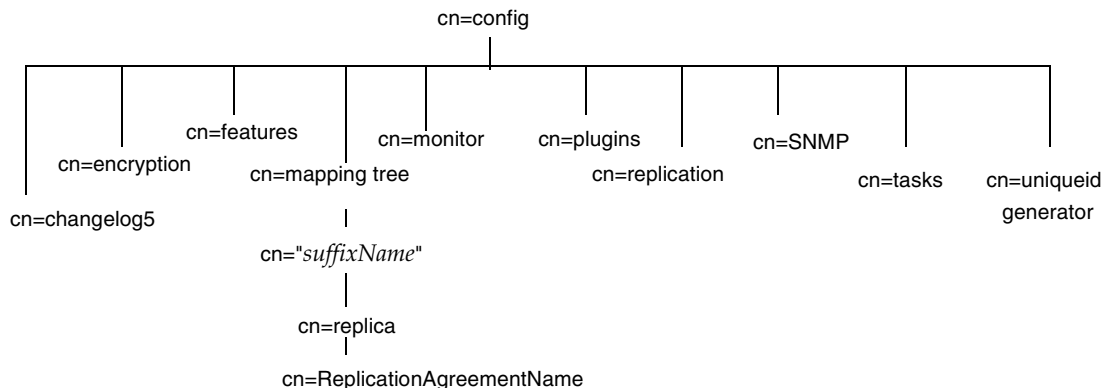 cn=config
cn=features
cn=monitor
cn=plugins
cn=SNMP
cn=encryption
cn=mapping tree
cn=replication
cn=tasks
cn=uniqueid
generator
cn=changelog5
cn="suffixName"
cn=replica
cn=ReplicationAgreementName